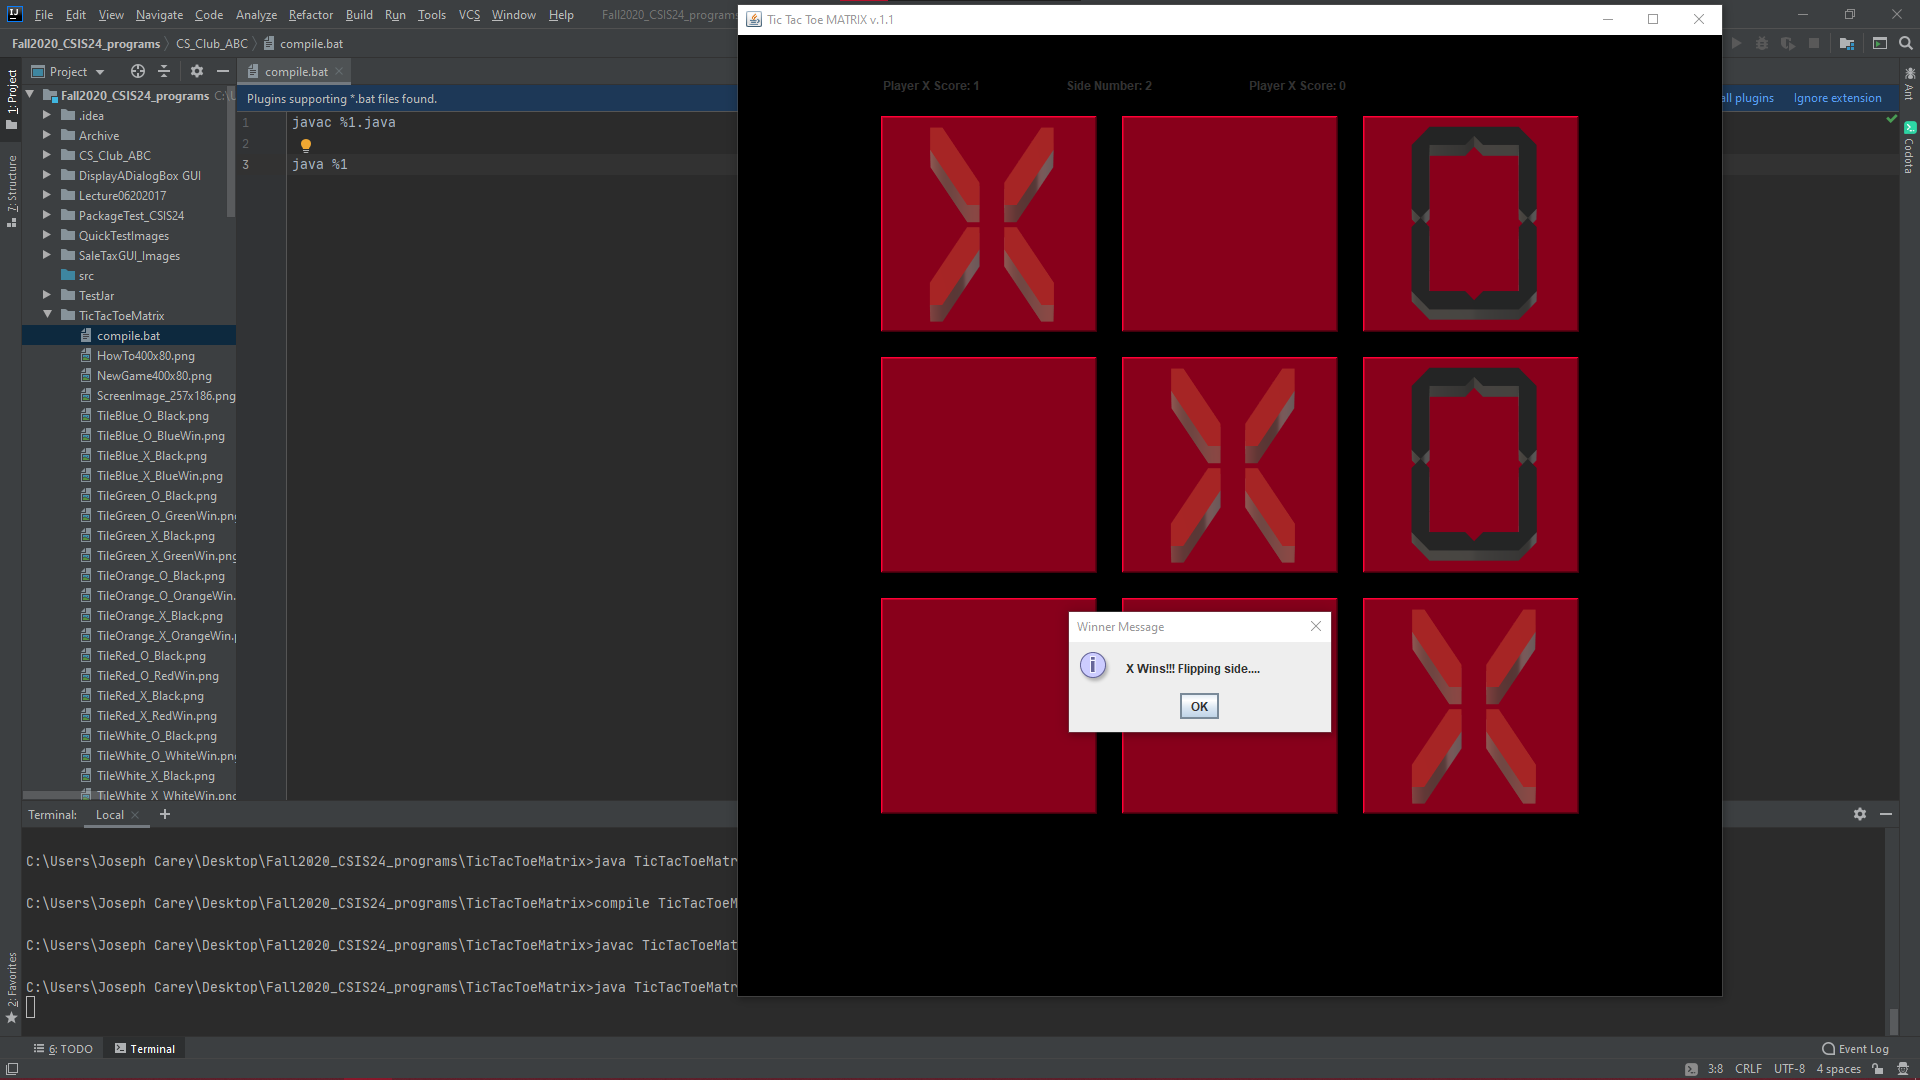 File Edit View Navigate Code Analyze Refactor Build Run Tools VCS Window Help Fall2020_CSIS24_programs
Fall2020_CSIS24_programs CS_Club_ABC compile.bat
Project
compile.bat
Plugins supporting *.bat files found.
all plugins Ignore extension
1: Project
7: Structure
2: Favorites
Ant
Codota
Fall2020_CSIS24_programs C:\U
.idea
Archive
CS_Club_ABC
DisplayADialogBox GUI
Lecture06202017
PackageTest_CSIS24
QuickTestImages
SaleTaxGUI_Images
src
TestJar
TicTacToeMatrix
compile.bat
HowTo400x80.png
NewGame400x80.png
ScreenImage_257x186.png
TileBlue_O_Black.png
TileBlue_O_BlueWin.png
TileBlue_X_Black.png
TileBlue_X_BlueWin.png
TileGreen_O_Black.png
TileGreen_O_GreenWin.png
TileGreen_X_Black.png
TileGreen_X_GreenWin.png
TileOrange_O_Black.png
TileOrange_O_OrangeWin.
TileOrange_X_Black.png
TileOrange_X_OrangeWin.p
TileRed_O_Black.png
TileRed_O_RedWin.png
TileRed_X_Black.png
TileRed_X_RedWin.png
TileWhite_O_Black.png
TileWhite_O_WhiteWin.png
TileWhite_X_Black.png
TileWhite_X_WhiteWin.png
1 javac %1.java
2
3 java %1
Tic Tac Toe MATRIX v.1.1
Player X Score: 1 Side Number: 2 Player X Score: 0
X O
X O
X
Winner Message
X Wins!!! Flipping side....
OK
Terminal: Local
C:\Users\Joseph Carey\Desktop\Fall2020_CSIS24_programs\TicTacToeMatrix>java TicTacToeMatr
C:\Users\Joseph Carey\Desktop\Fall2020_CSIS24_programs\TicTacToeMatrix>compile TicTacToeM
C:\Users\Joseph Carey\Desktop\Fall2020_CSIS24_programs\TicTacToeMatrix>javac TicTacToeMat
C:\Users\Joseph Carey\Desktop\Fall2020_CSIS24_programs\TicTacToeMatrix>java TicTacToeMatr
6: TODO Terminal Event Log
3:8 CRLF UTF-8 4 spaces